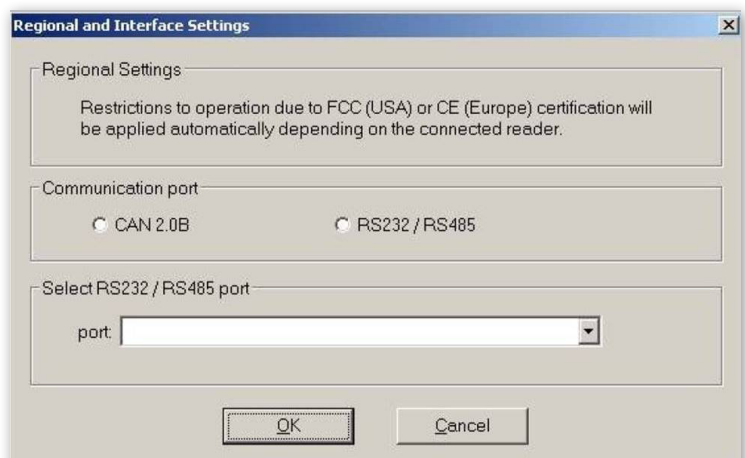 Regional and Interface Settings
Regional Settings
Restrictions to operation due to FCC (USA) or CE (Europe) certification will
be applied automatically depending on the connected reader.
Communication port
CAN 2.0B
RS232 / RS485
Select RS232 / RS485 port
port:
OK
Cancel